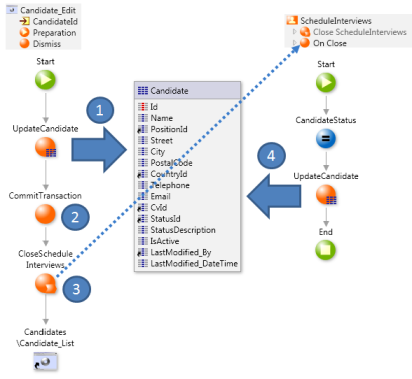 Candidate_Edit
CandidateId
Preparation
Dismiss
Start
1
UpdateCandidate
CommitTransaction
2
CloseSchedule
Interviews
3
Candidates
\Candidate_List
Candidate
Id
Name
PositionId
Street
City
PostalCode
CountryId
Telephone
Email
CvId
StatusId
StatusDescription
IsActive
LastModified_By
LastModified_DateTime
ScheduleInterviews
Close ScheduleInterviews
On Close
Start
CandidateStatus
4
UpdateCandidate
End